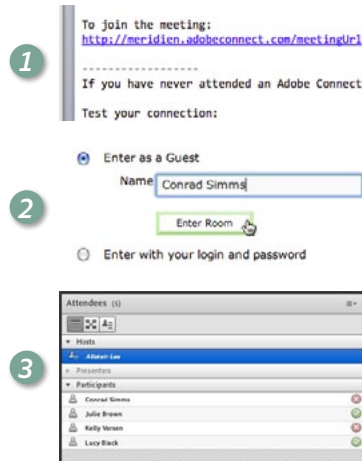 1
To join the meeting:
http://meridien.adobeconnect.com/meetingUrl
-----------------
If you have never attended an Adobe Connect
Test your connection:
2
Enter as a Guest
Name Conrad Simms
Enter Room
Enter with your login and password
3
Attendees (5)
Hosts
Presenters
Participants
Conrad Simms
Julie Brown
Kelly Versen
Lucy Black